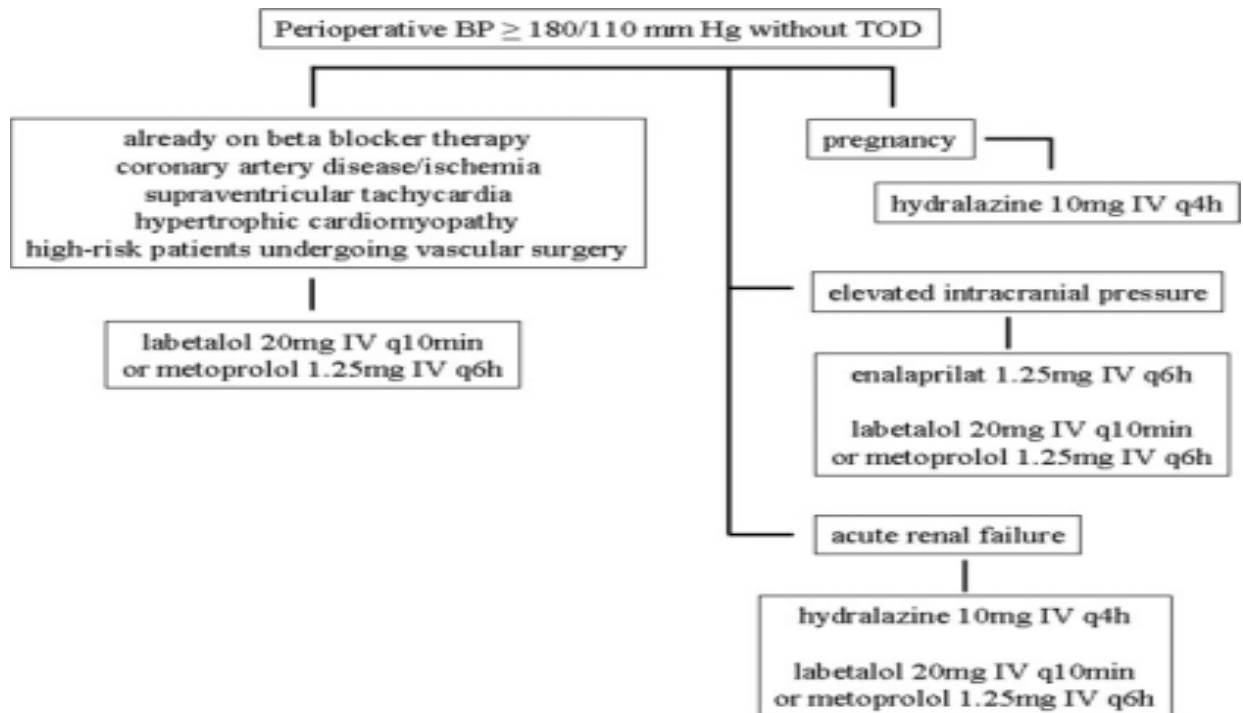 Perioperative BP ≥ 180/110 mm Hg without TOD
already on beta blocker therapy
coronary artery disease/ischemia
supraventricular tachycardia
hypertrophic cardiomyopathy
high-risk patients undergoing vascular surgery
labetalol 20mg IV q10min
or metoprolol 1.25mg IV q6h
pregnancy
hydralazine 10mg IV q4h
elevated intracranial pressure
enalaprilat 1.25mg IV q6h
labetalol 20mg IV q10min
or metoprolol 1.25mg IV q6h
acute renal failure
hydralazine 10mg IV q4h
labetalol 20mg IV q10min
or metoprolol 1.25mg IV q6h